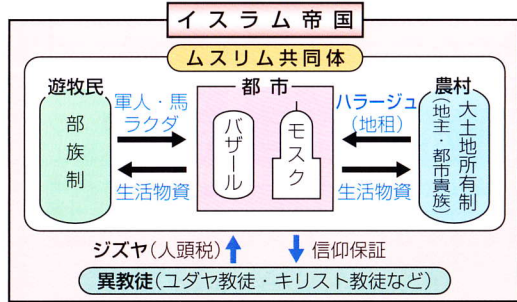 イスラム帝国
ムスリム共同体
遊牧民
部族制
軍人・馬
ラクダ
生活物資
都市
バザール
モスク
ハラージュ
(地租)
生活物資
農村
大土地所有制
(地主・都市貴族)
ジズヤ(人頭税)
信仰保証
異教徒(ユダヤ教徒・キリスト教徒など)